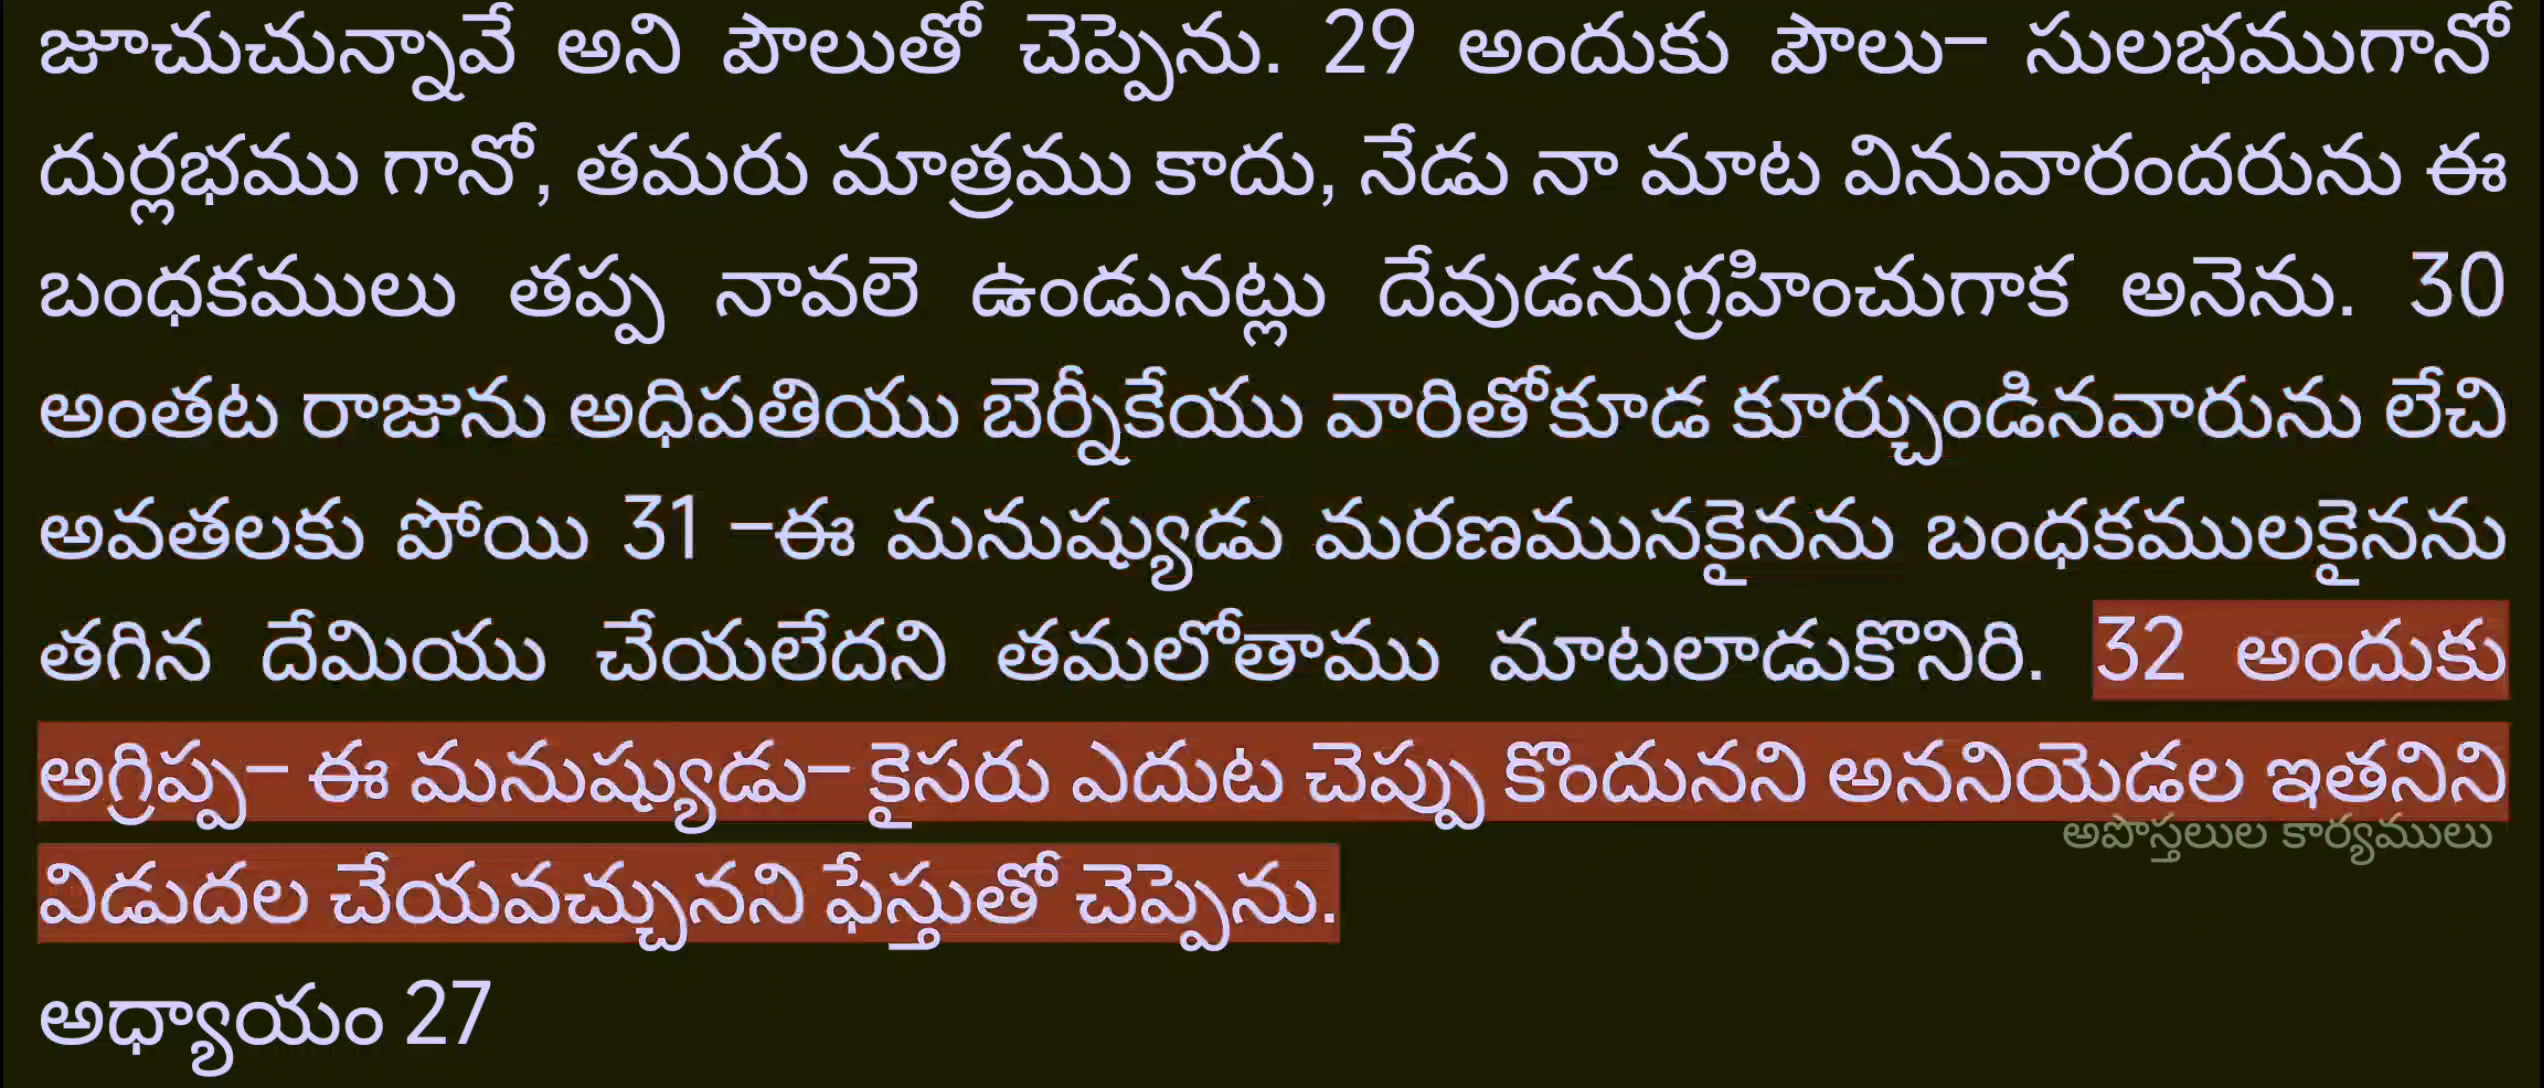 జూచుచున్నావే అని పౌలుతో చెప్పెను. 29 అందుకు పౌలు– సులభముగానో
దుర్లభము గానో, తమరు మాత్రము కాదు, నేడు నా మాట వినువారందరును ఈ
బంధకములు తప్ప నావలె ఉండునట్లు దేవుడనుగ్రహించుగాక అనెను. 30
అంతట రాజును అధిపతియు బెర్నీకేయు వారితోకూడ కూర్చుండినవారును లేచి
అవతలకు పోయి 31 –ఈ మనుష్యుడు మరణమునకైనను బంధకములకైనను
తగిన దేమియు చేయలేదని తమలోతాము మాటలాడుకొనిరి. 32 అందుకు
అగ్రిప్ప– ఈ మనుష్యుడు– కైసరు ఎదుట చెప్పు కొందునని అననియెడల ఇతనిని
అపొస్తలుల కార్యములు
విడుదల చేయవచ్చునని ఫేస్తుతో చెప్పెను.
అధ్యాయం 27